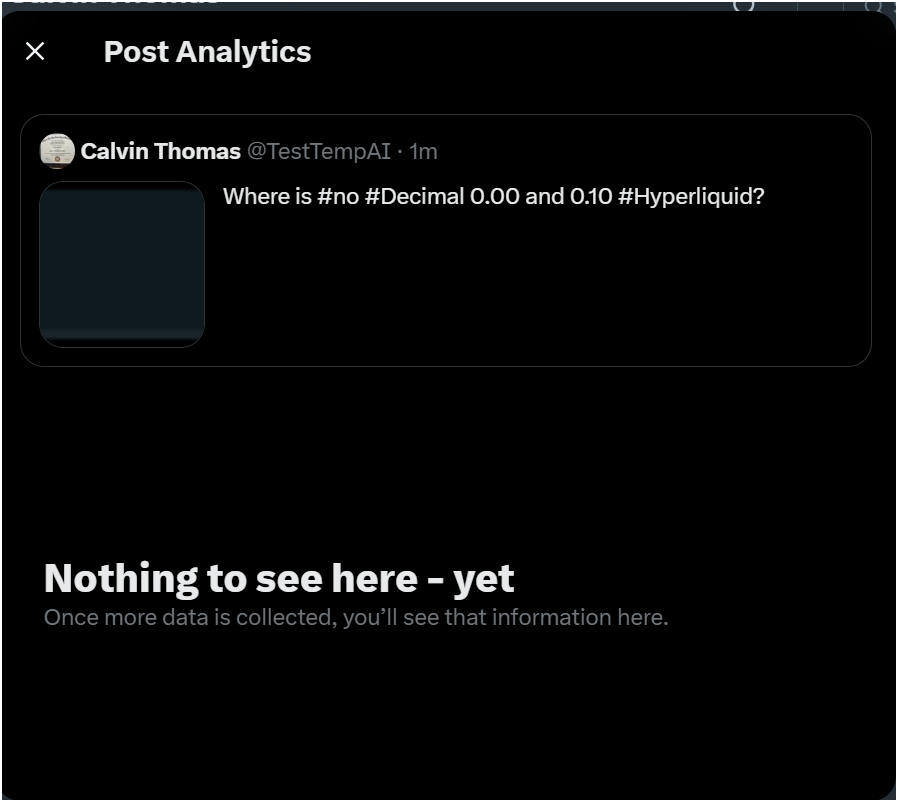 Post Analytics
Calvin Thomas @TestTempAI · 1m
Where is #no #Decimal 0.00 and 0.10 #Hyperliquid?
Nothing to see here - yet
Once more data is collected, you’ll see that information here.